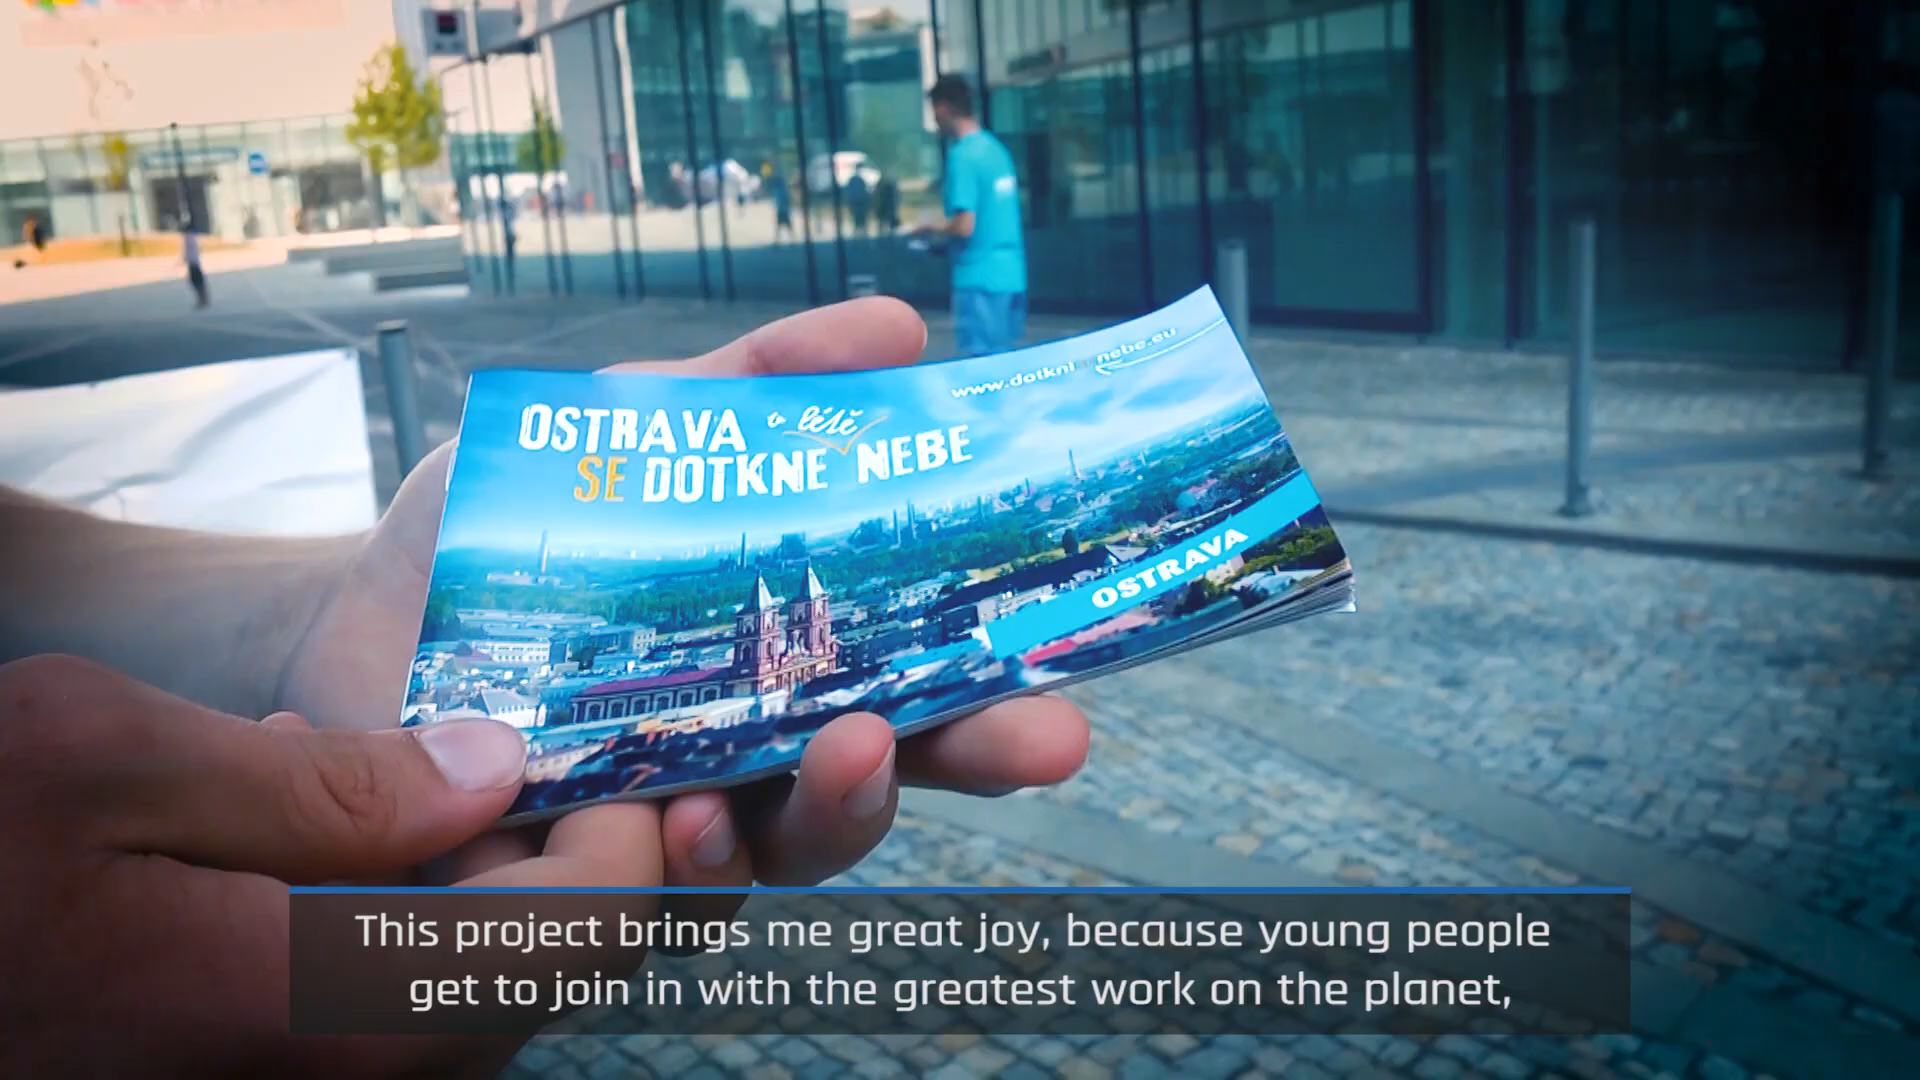 www.dotkni nebe.eu
OSTRAVA v létě
SE DOTKNE NEBE
OSTRAVA
This project brings me great joy, because young people
get to join in with the greatest work on the planet,